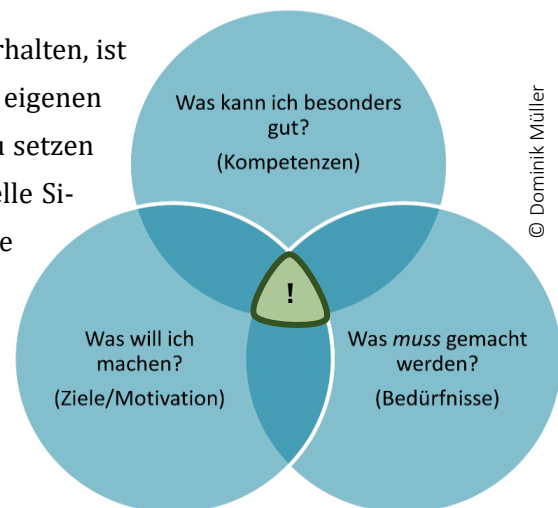 rhalten, ist
eigenen
u setzen
elle Si-
e
Was kann ich besonders
gut?
(Kompetenzen)
© Dominik Müller
!
Was will ich
machen?
(Ziele/Motivation)
Was muss gemacht
werden?
(Bedürfnisse)